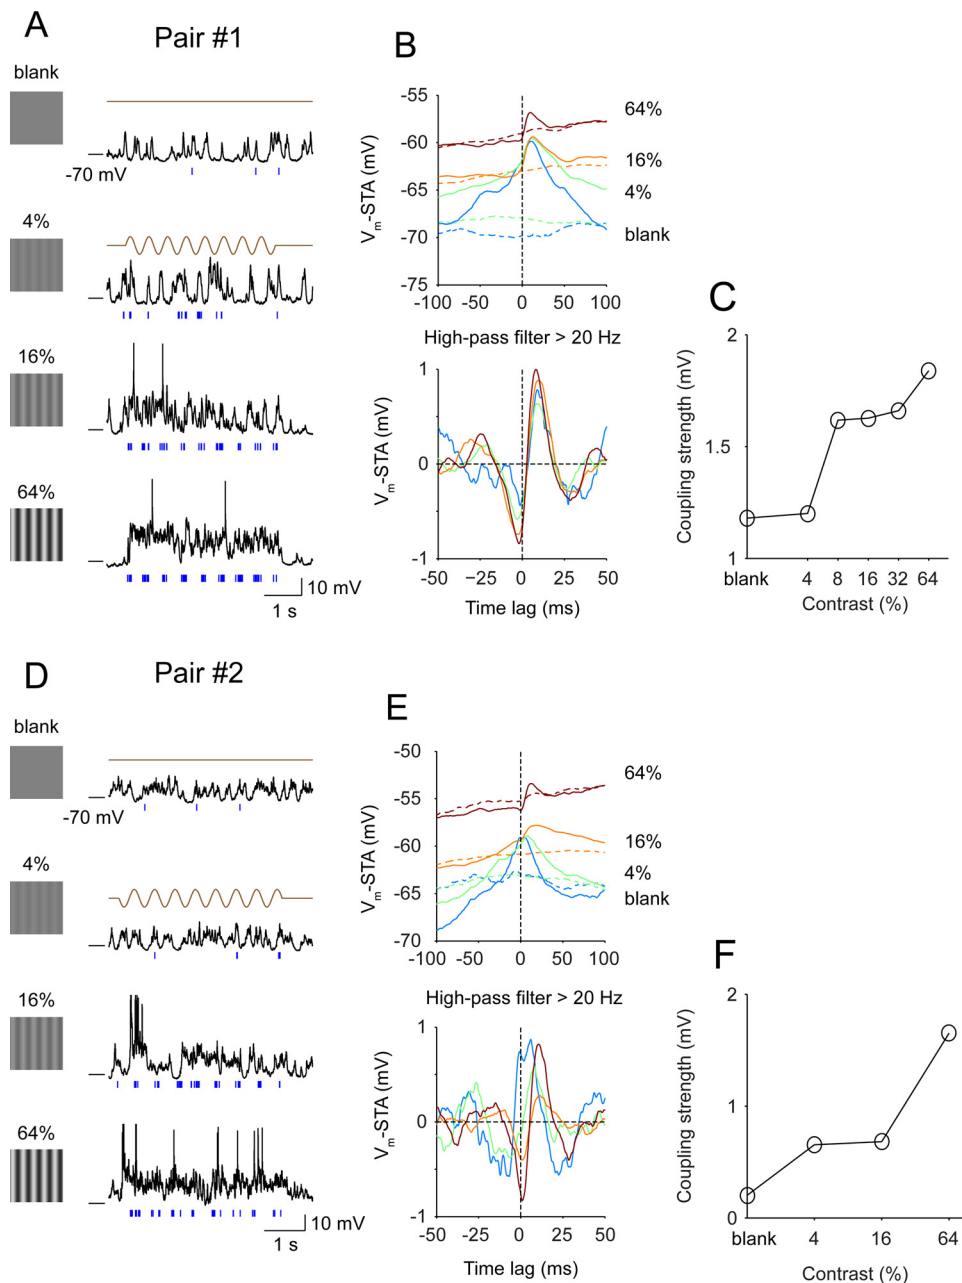 A
Pair #1
blank
-70 mV
4%
16%
64%
10 mV
1 s
B
-55
-60
-65
-70
-75
Vm-STA (mV)
64%
16%
4%
blank
-100 -50 0 50 100
High-pass filter > 20 Hz
1
0
-1
Vm-STA (mV)
-50 -25 0 25 50
Time lag (ms)
C
2
1.5
1
Coupling strength (mV)
blank 4 8 16 32 64
Contrast (%)
D
Pair #2
blank
-70 mV
4%
16%
64%
10 mV
1 s
E
-50
-55
-60
-65
-70
Vm-STA (mV)
64%
16%
4%
blank
-100 -50 0 50 100
High-pass filter > 20 Hz
1
0
-1
Vm-STA (mV)
-50 -25 0 25 50
Time lag (ms)
F
2
1
0
Coupling strength (mV)
blank 4 16 64
Contrast (%)